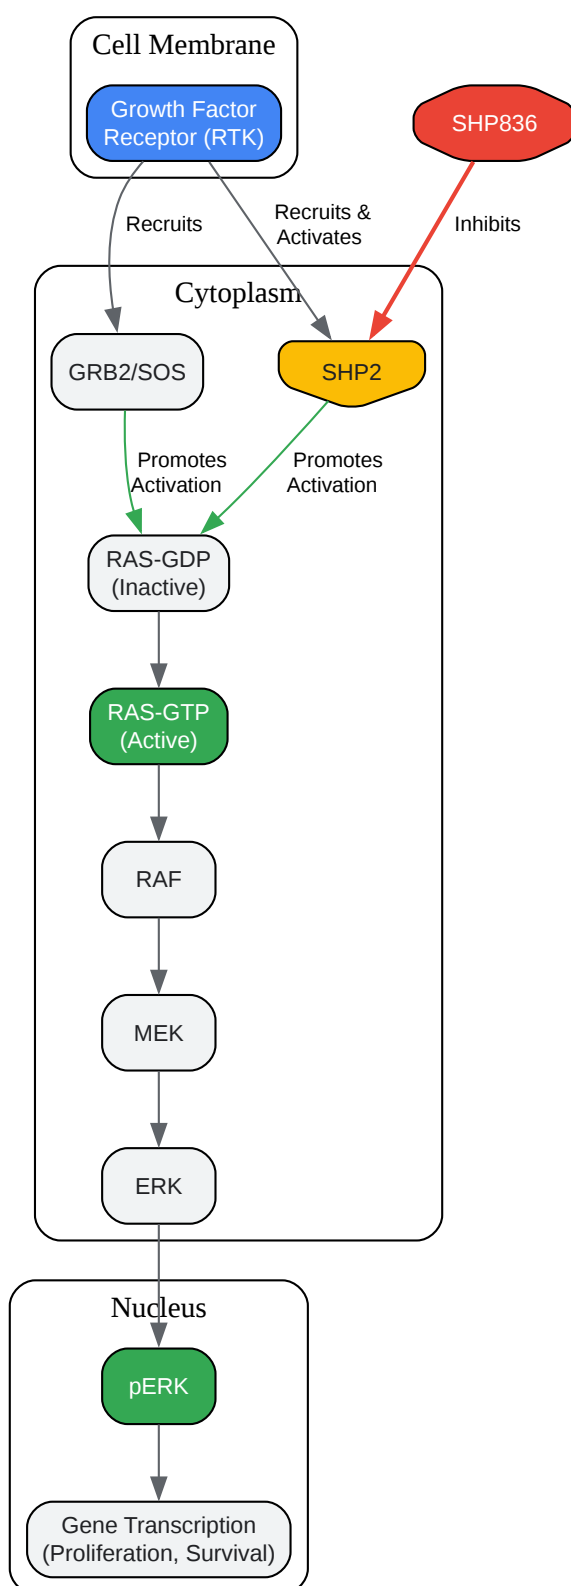 Cell Membrane
Growth Factor
Receptor (RTK)
SHP836
Recruits
Recruits &
Activates
Inhibits
Cytoplasm
GRB2/SOS
SHP2
Promotes
Activation
Promotes
Activation
RAS-GDP
(Inactive)
RAS-GTP
(Active)
RAF
MEK
ERK
Nucleus
pERK
Gene Transcription
(Proliferation, Survival)